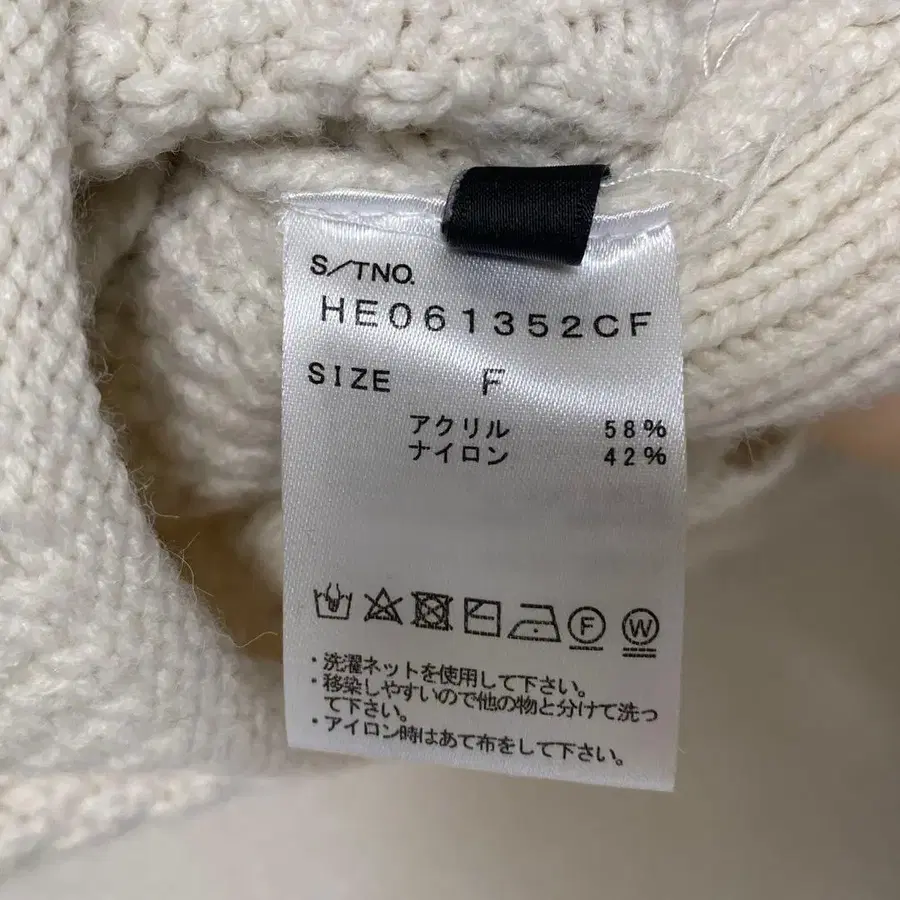 S/TNO.
HE061352CF
SIZE F
アクリル 58%
ナイロン 42%
F W
・洗濯ネットを使用して下さい。
・移染しやすいので他の物と分けて洗っ
て下さい。
・アイロン時はあて布をして下さい。